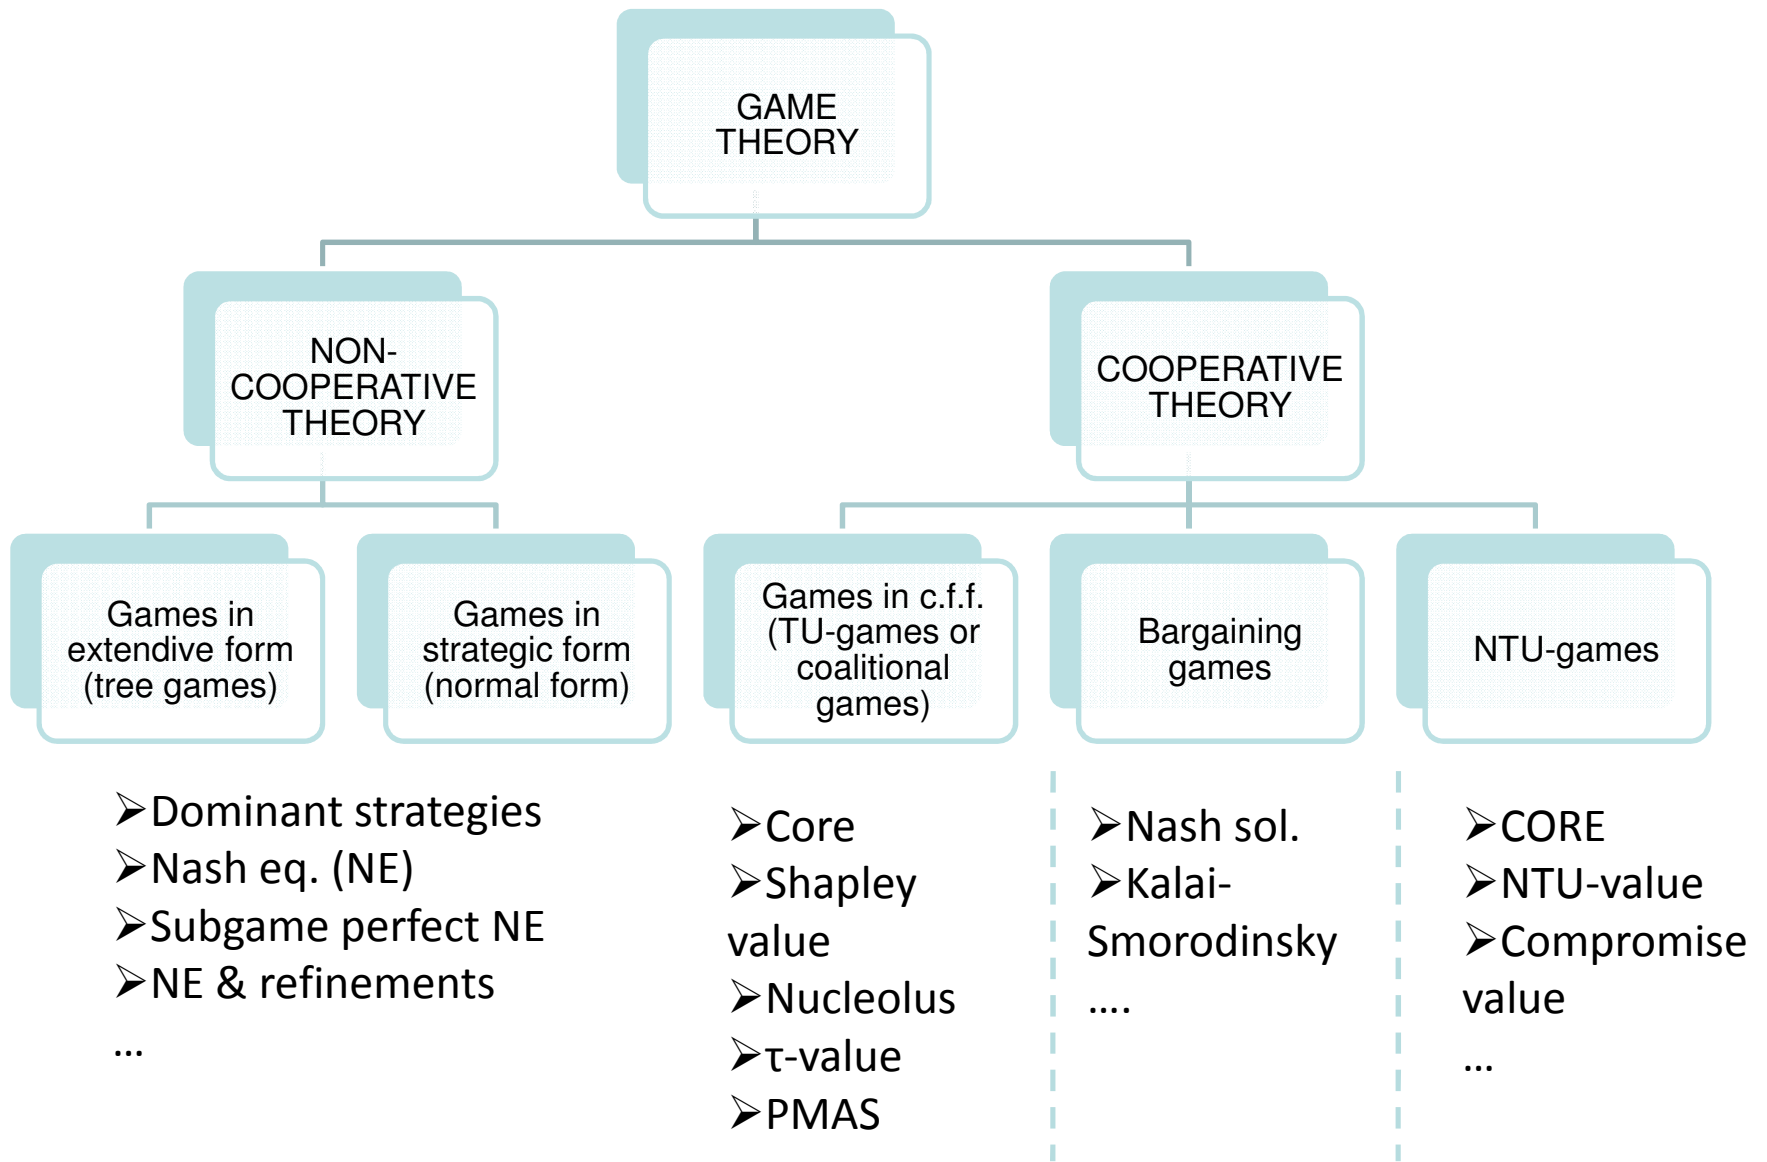 GAME
THEORY
NON-
COOPERATIVE
THEORY
COOPERATIVE
THEORY
Games in
extendive form
(tree games)
Games in
strategic form
(normal form)
Games in c.f.f.
(TU-games or
coalitional
games)
Bargaining
games
NTU-games
➢Dominant strategies
➢Nash eq. (NE)
➢Subgame perfect NE
➢NE & refinements
...
➢Core
➢Shapley
value
➢Nucleolus
➢τ-value
➢PMAS
➢Nash sol.
➢Kalai-
Smorodinsky
....
➢CORE
➢NTU-value
➢Compromise
value
...